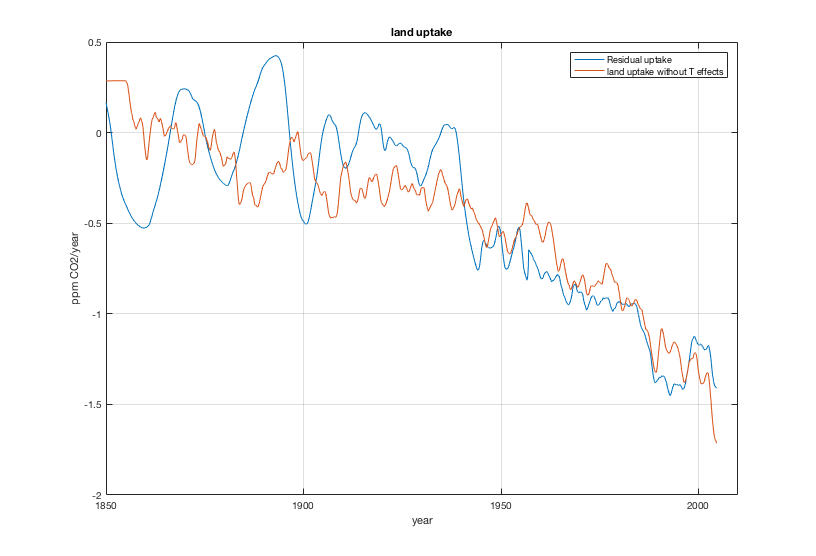 land uptake
Residual uptake
land uptake without T effects
0.5
0
-0.5
-1
-1.5
-2
ppm CO2/year
1850
1900
1950
2000
year